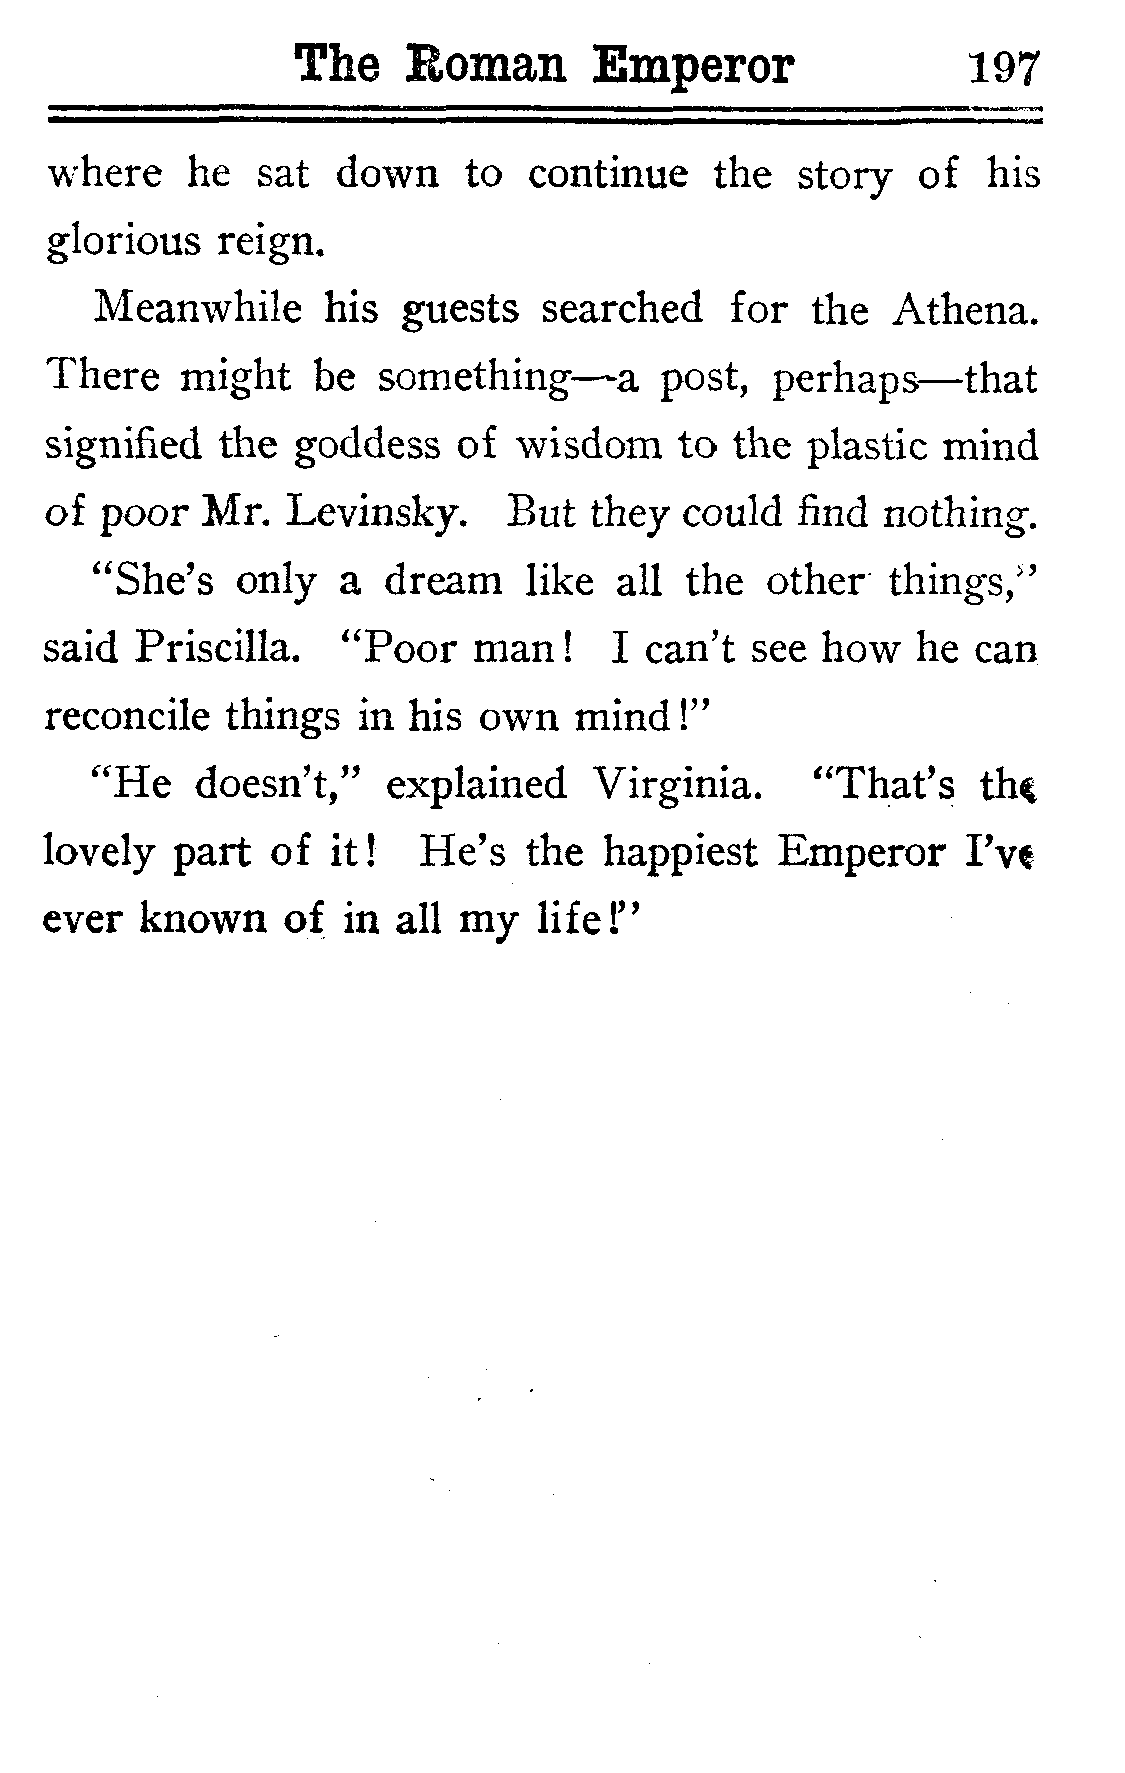 The Roman Emperor 197
where he sat down to continue the story of his
glorious reign.
Meanwhile his guests searched for the Athena.
There might be something—a post, perhaps—that
signified the goddess of wisdom to the plastic mind
of poor Mr. Levinsky. But they could find nothing.
“She’s only a dream like all the other things,”
said Priscilla. “Poor man! I can’t see how he can
reconcile things in his own mind!”
“He doesn’t,” explained Virginia. “That’s the
lovely part of it! He’s the happiest Emperor I’ve
ever known of in all my life!”